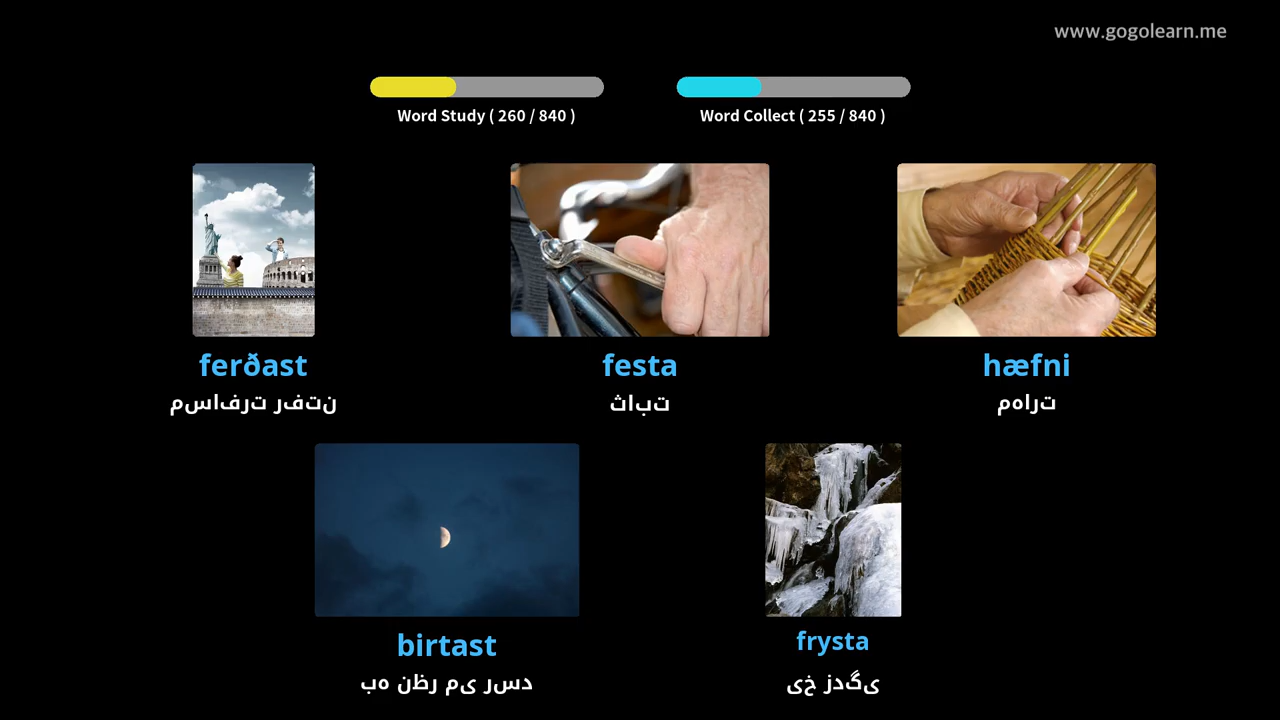 www.gogolearn.me
Word Study ( 260 / 840 )
Word Collect ( 255 / 840 )
ferðast
نتفر ترفاسم
festa
تباث
hæfni
تراهم
birtast
دسر یم رظن هب
frysta
یگدز خی